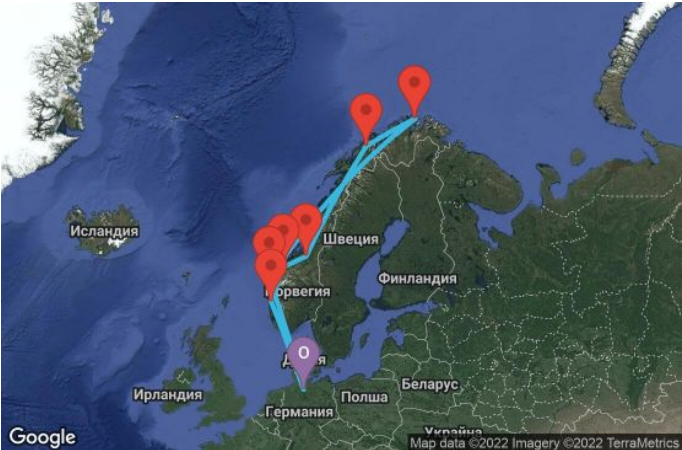 Исландия
Швеция
Финляндия
Норвегия
О
Дания
Ирландия
Беларус
Польша
Германия
Украина
Google
Map data ©2022 Imagery ©2022 TerraMetrics